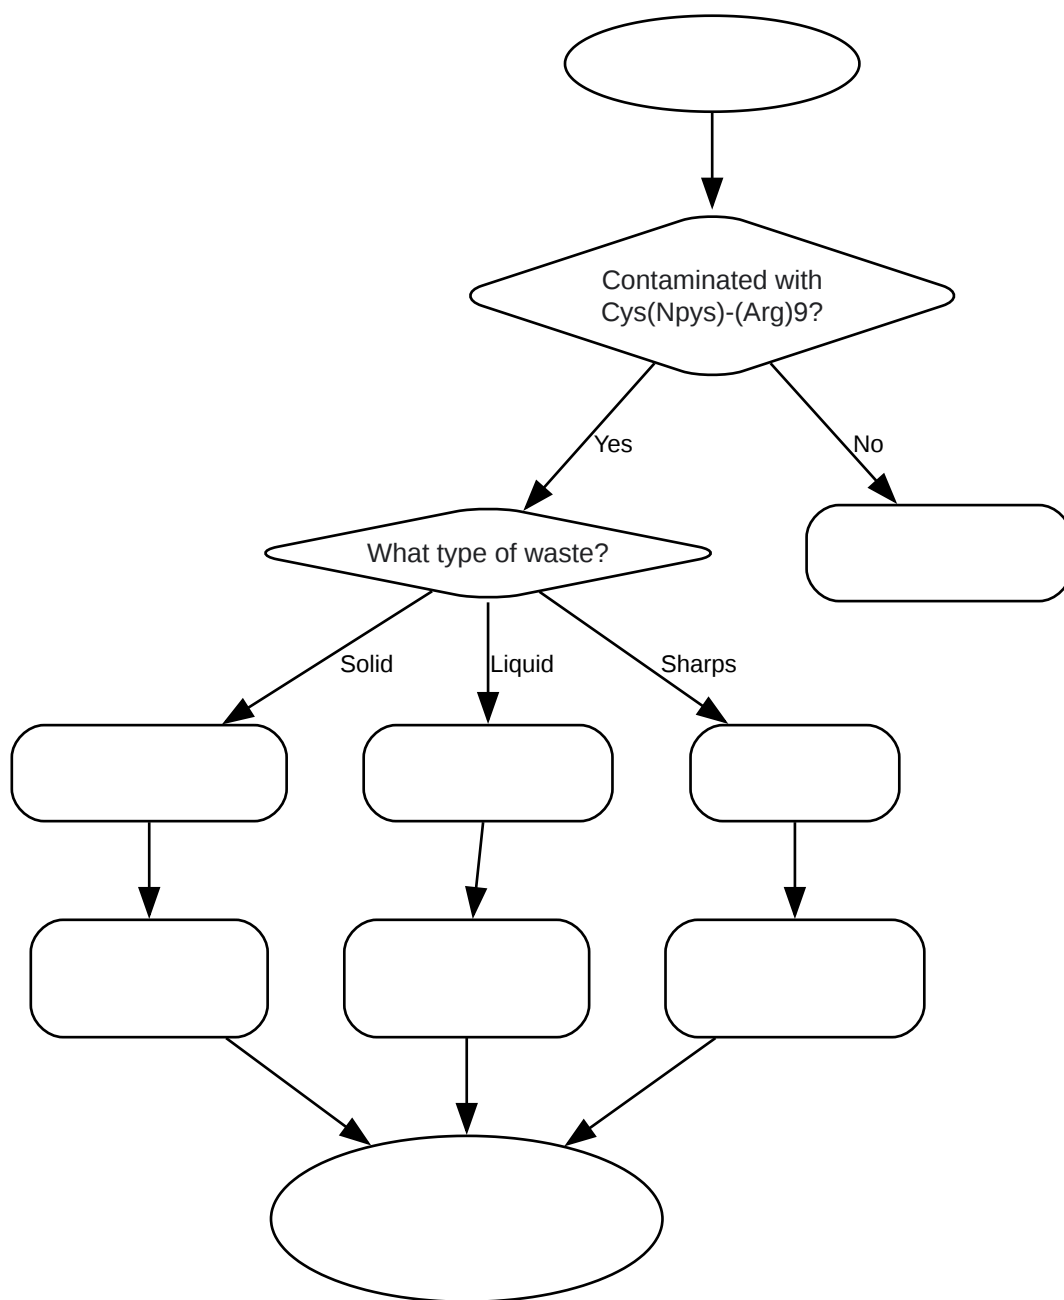 Contaminated with
Cys(Npys)-(Arg)9?
Yes
No
What type of waste?
Solid
Liquid
Sharps